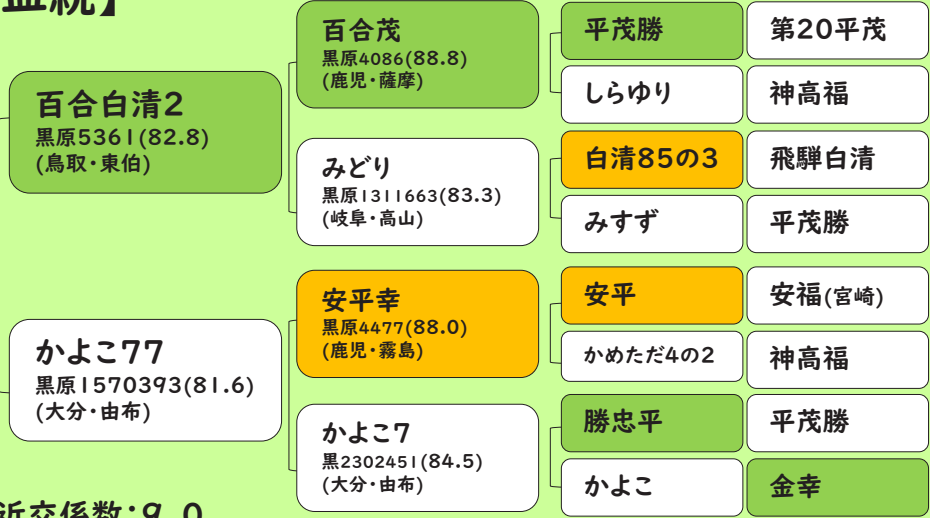 血統】
百合白清2
黒原5361(82.8)
(鳥取・東伯)
かよこ77
黒原1570393(81.6)
(大分・由布)
百合茂
黒原4086(88.8)
(鹿児・薩摩)
みどり
黒原1311663(83.3)
(岐阜・高山)
安平幸
黒原4477(88.0)
(鹿児・霧島)
かよこ7
黒2302451(84.5)
(大分・由布)
平茂勝
しらゆり
白清85の3
みすず
安平
かめただ4の2
勝忠平
かよこ
第20平茂
神高福
飛騨白清
平茂勝
安福(宮崎)
神高福
平茂勝
金幸
近交係数:9.0